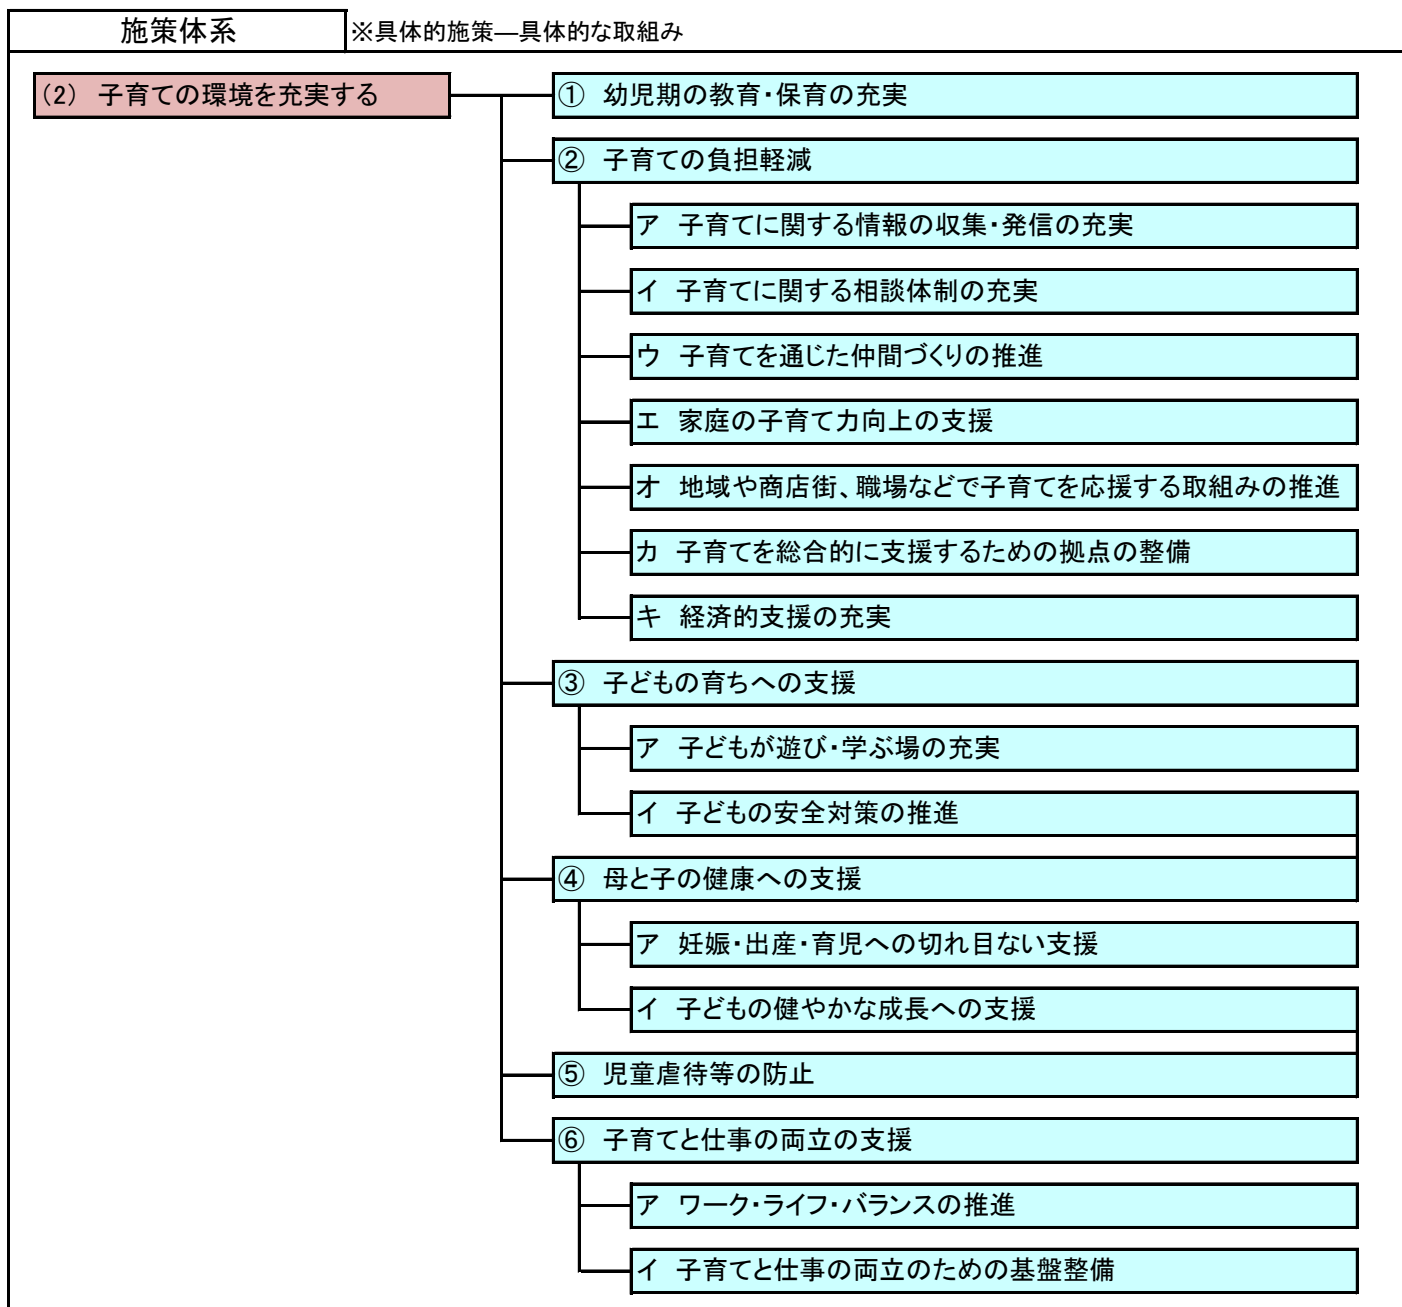 施策体系
※具体的施策―具体的な取組み
(2) 子育ての環境を充実する
① 幼児期の教育・保育の充実
② 子育ての負担軽減
ア 子育てに関する情報の収集・発信の充実
イ 子育てに関する相談体制の充実
ウ 子育てを通じた仲間づくりの推進
エ 家庭の子育て力向上の支援
オ 地域や商店街、職場などで子育てを応援する取組みの推進
カ 子育てを総合的に支援するための拠点の整備
キ 経済的支援の充実
③ 子どもの育ちへの支援
ア 子どもが遊び・学ぶ場の充実
イ 子どもの安全対策の推進
④ 母と子の健康への支援
ア 妊娠・出産・育児への切れ目ない支援
イ 子どもの健やかな成長への支援
⑤ 児童虐待等の防止
⑥ 子育てと仕事の両立の支援
ア ワーク・ライフ・バランスの推進
イ 子育てと仕事の両立のための基盤整備